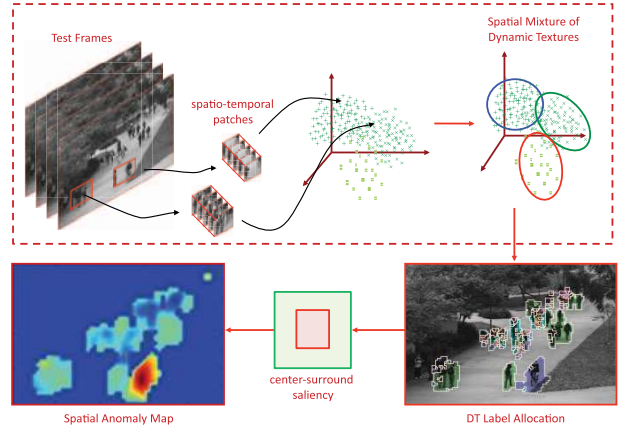 Test Frames
spatio-temporal
patches
Spatial Mixture of
Dynamic Textures
center-surround
saliency
Spatial Anomaly Map
DT Label Allocation